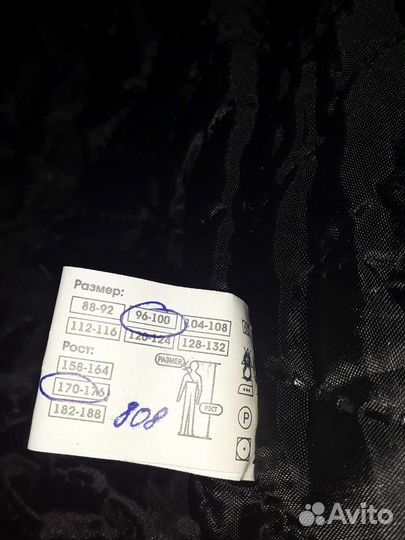 Размер:
88-92 96-100 104-108
112-116 120-124 128-132
Рост:
158-164
170-176
182-188
808
РАЗМЕР
РОСТ
P
Avito